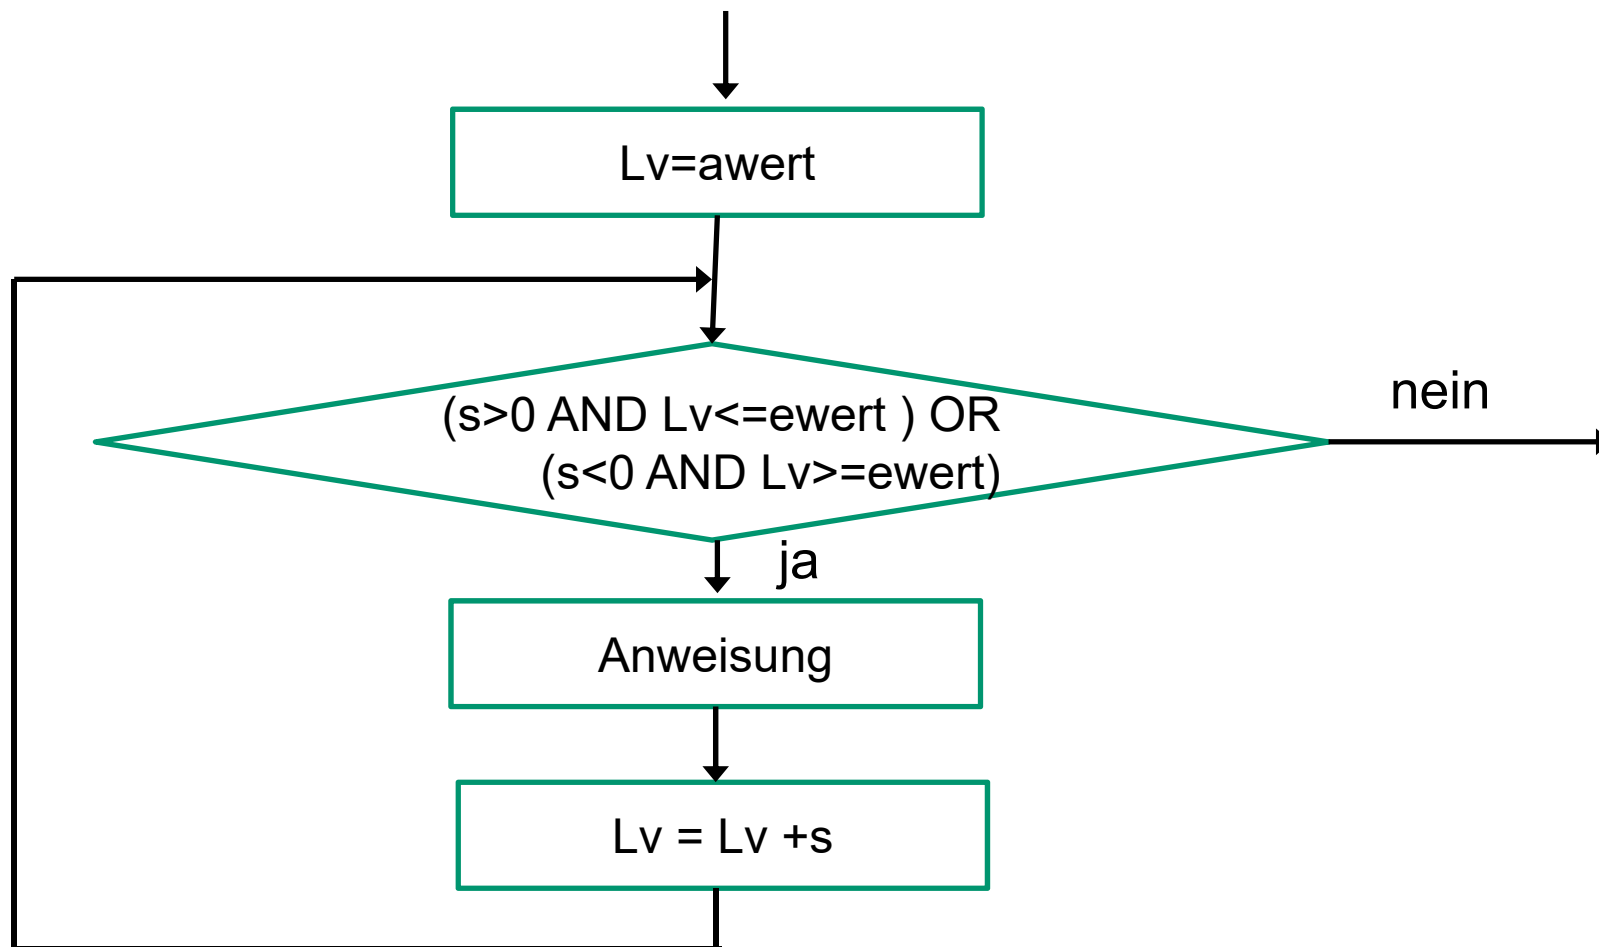 Lv=awert
nein
(s>0 AND Lv<=ewert ) OR
(s<0 AND Lv>=ewert)
ja
Anweisung
Lv = Lv +s